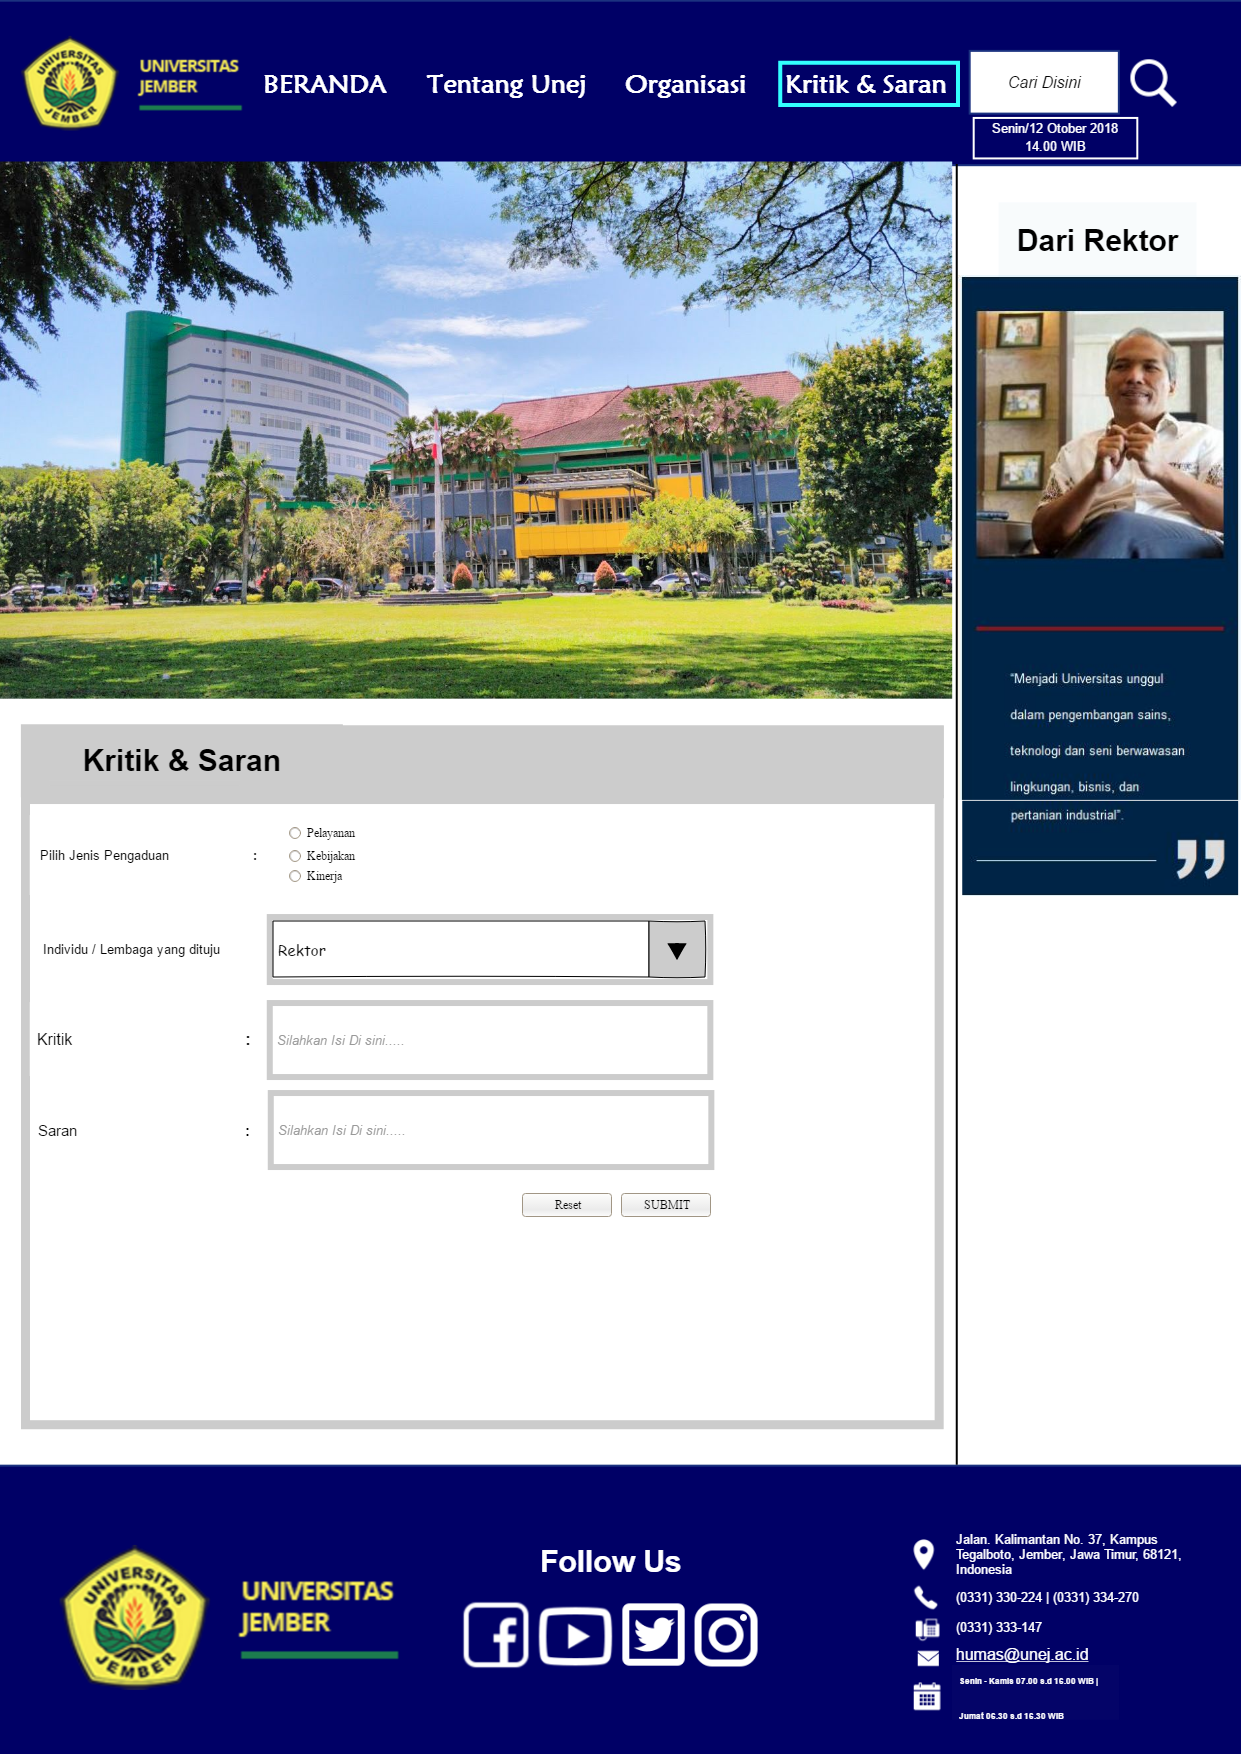 UNIVERSITAS
JEMBER
UNIVERSITAS
JEMBER
BERANDA
Tentang Unej
Organisasi
Kritik & Saran
Cari Disini
Senin/12 Otober 2018
14.00 WIB
Dari Rektor
“Menjadi Universitas unggul
dalam pengembangan sains,
teknologi dan seni berwawasan
lingkungan, bisnis, dan
pertanian industrial”.
Kritik & Saran
Pilih Jenis Pengaduan :
Pelayanan
Kebijakan
Kinerja
Individu / Lembaga yang dituju
Rektor
Kritik :
Silahkan Isi Di sini.....
Saran :
Silahkan Isi Di sini.....
Reset
SUBMIT
UNIVERSITAS
JEMBER
UNIVERSITAS
JEMBER
Follow Us
Jalan. Kalimantan No. 37, Kampus
Tegalboto, Jember, Jawa Timur, 68121,
Indonesia
(0331) 330-224 | (0331) 334-270
(0331) 333-147
humas@unej.ac.id
Senin - Kamis 07.00 s.d 16.00 WIB |
Jumat 06.30 s.d 16.30 WIB